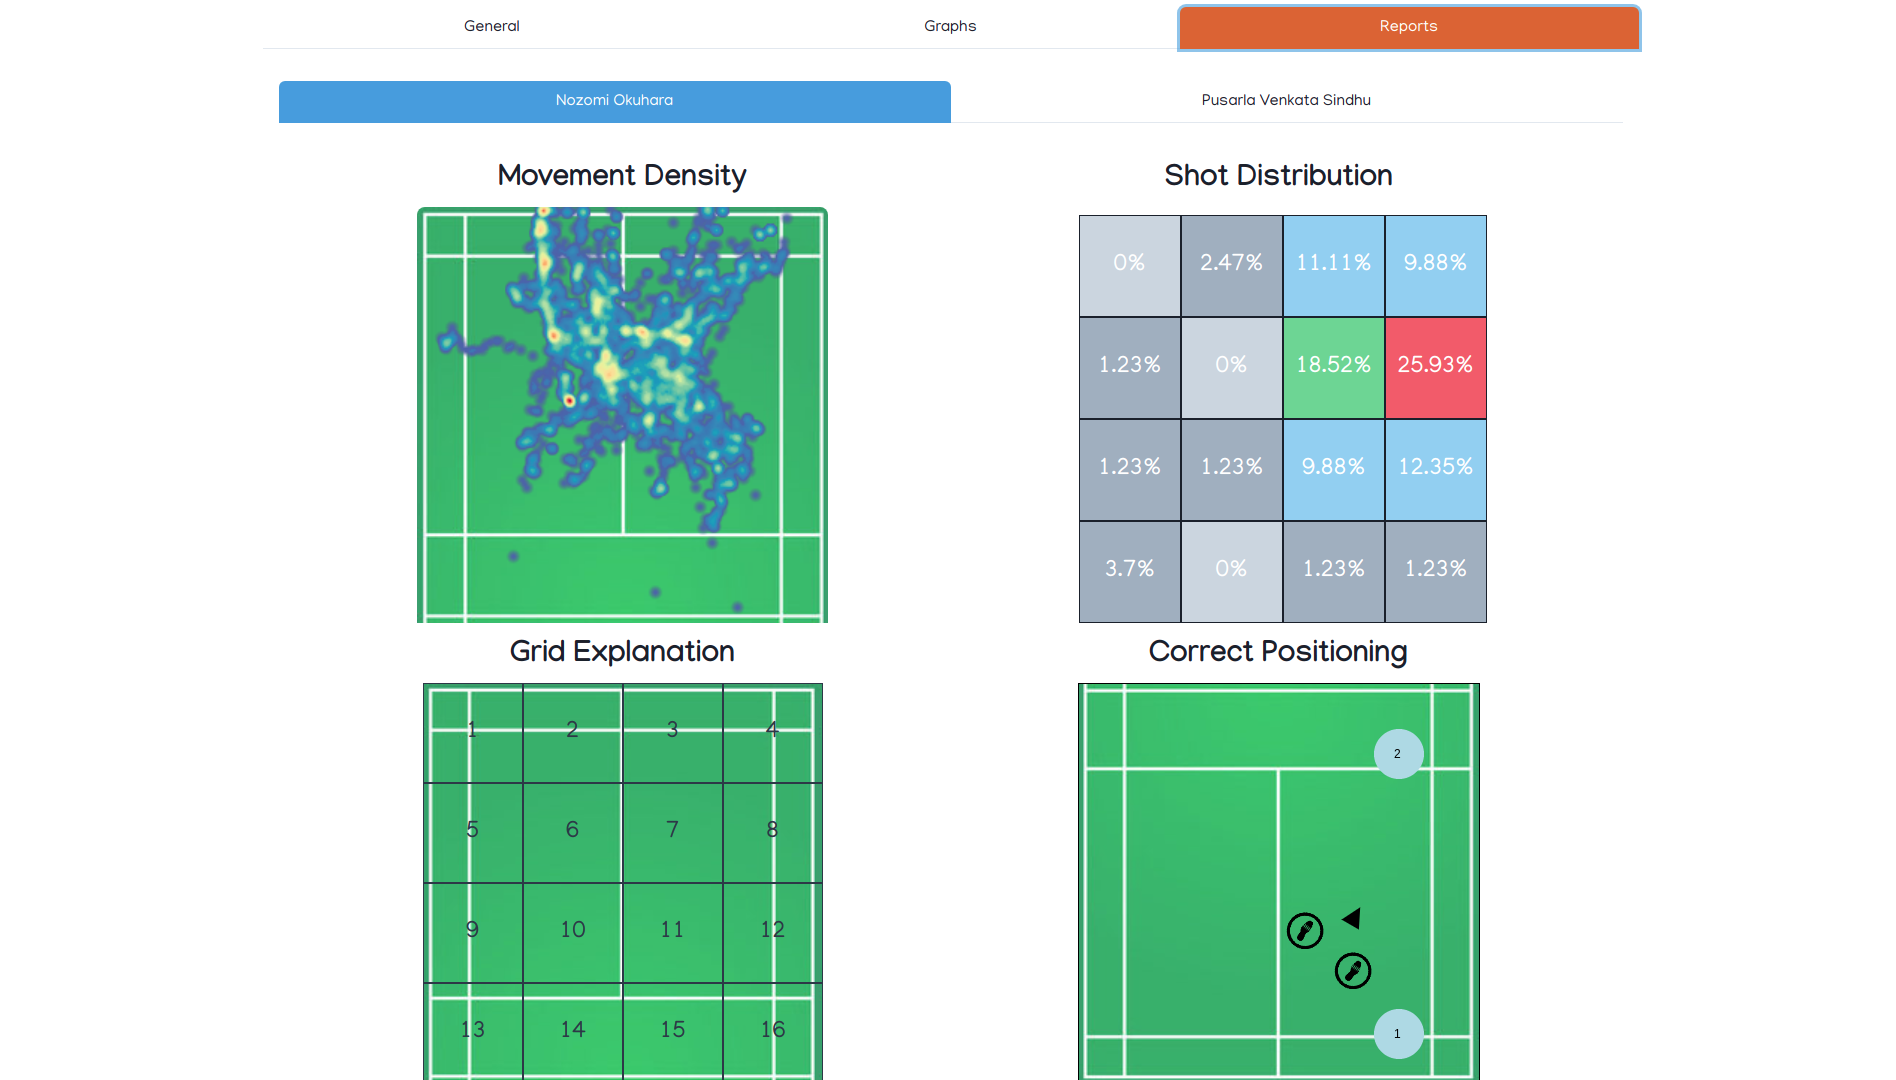 General Graphs Reports
Nozomi Okuhara Pusarla Venkata Sindhu
Movement Density
Shot Distribution
0% 2.47% 11.11% 9.88%
1.23% 0% 18.52% 25.93%
1.23% 1.23% 9.88% 12.35%
3.7% 0% 1.23% 1.23%
Grid Explanation
1 2 3 4
5 6 7 8
9 10 11 12
13 14 15 16
Correct Positioning
2
1